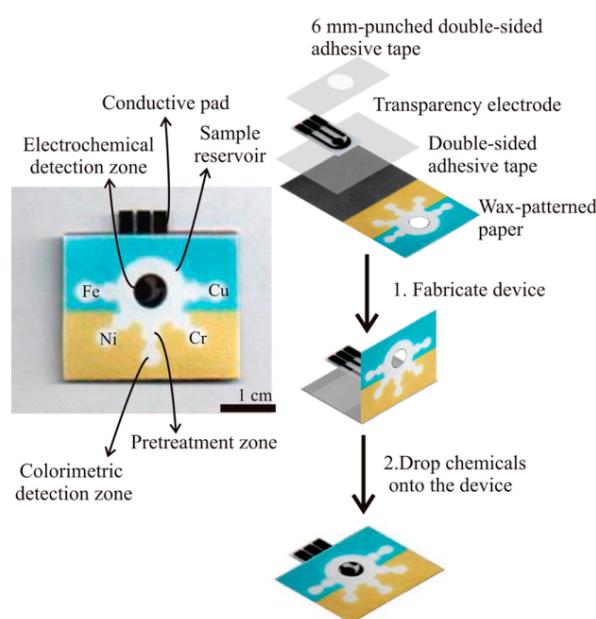 6 mm-punched double-sided
adhesive tape
Conductive pad
Transparency electrode
Electrochemical
detection zone
Sample
reservoir
Double-sided
adhesive tape
Wax-patterned
paper
Fe
Cu
1. Fabricate device
Ni
Cr
1 cm
Pretreatment zone
Colorimetric
detection zone
2.Drop chemicals
onto the device